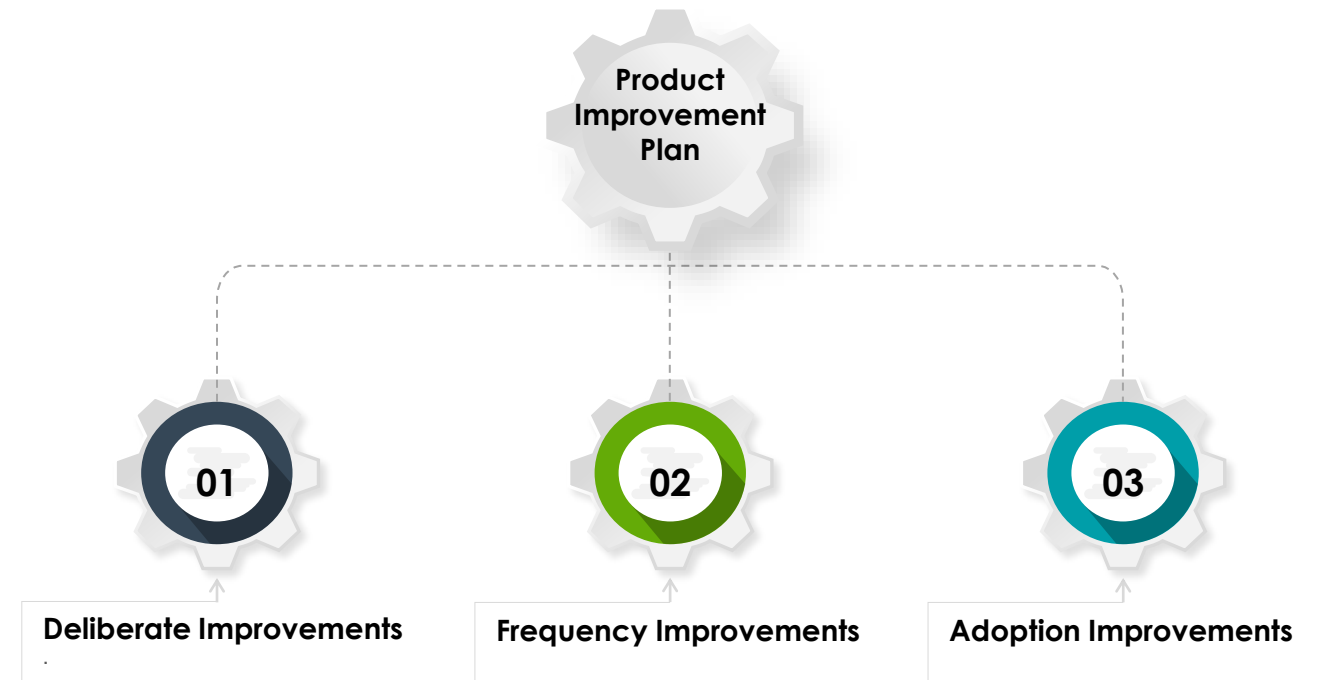 Product
Improvement
Plan
01
02
03
Deliberate Improvements
.
Frequency Improvements
Adoption Improvements